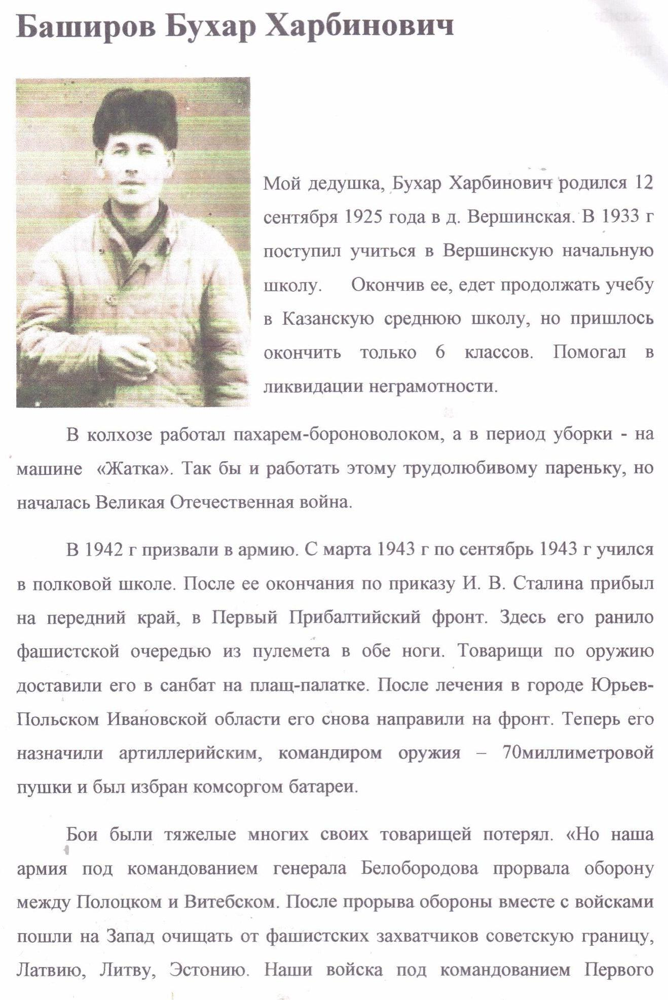 Баширов Бухар Харбинович
Мой дедушка, Бухар Харбинович родился 12
сентября 1925 года в д. Вершинская. В 1933 г
поступил учиться в Вершинскую начальную
школу. Окончив ее, едет продолжать учебу
в Казанскую среднюю школу, но пришлось
окончить только 6 классов. Помогал в
ликвидации неграмотности.
В колхозе работал пахарем-бороноволоком, а в период уборки - на
машине «Жатка». Так бы и работать этому трудолюбивому пареньку, но
началась Великая Отечественная война.
В 1942 г призвали в армию. С марта 1943 г по сентябрь 1943 г учился
в полковой школе. После ее окончания по приказу И. В. Сталина прибыл
на передний край, в Первый Прибалтийский фронт. Здесь его ранило
фашистской очередью из пулемета в обе ноги. Товарищи по оружию
доставили его в санбат на плащ-палатке. После лечения в городе Юрьев-
Польском Ивановской области его снова направили на фронт. Теперь его
назначили артиллерийским, командиром оружия – 70миллиметровой
пушки и был избран комсоргом батареи.
Бои были тяжелые многих своих товарищей потерял. «Но наша
армия под командованием генерала Белобородова прорвала оборону
между Полоцком и Витебском. После прорыва обороны вместе с войсками
пошли на Запад очищать от фашистских захватчиков советскую границу,
Латвию, Литву, Эстонию. Наши войска под командованием Первого